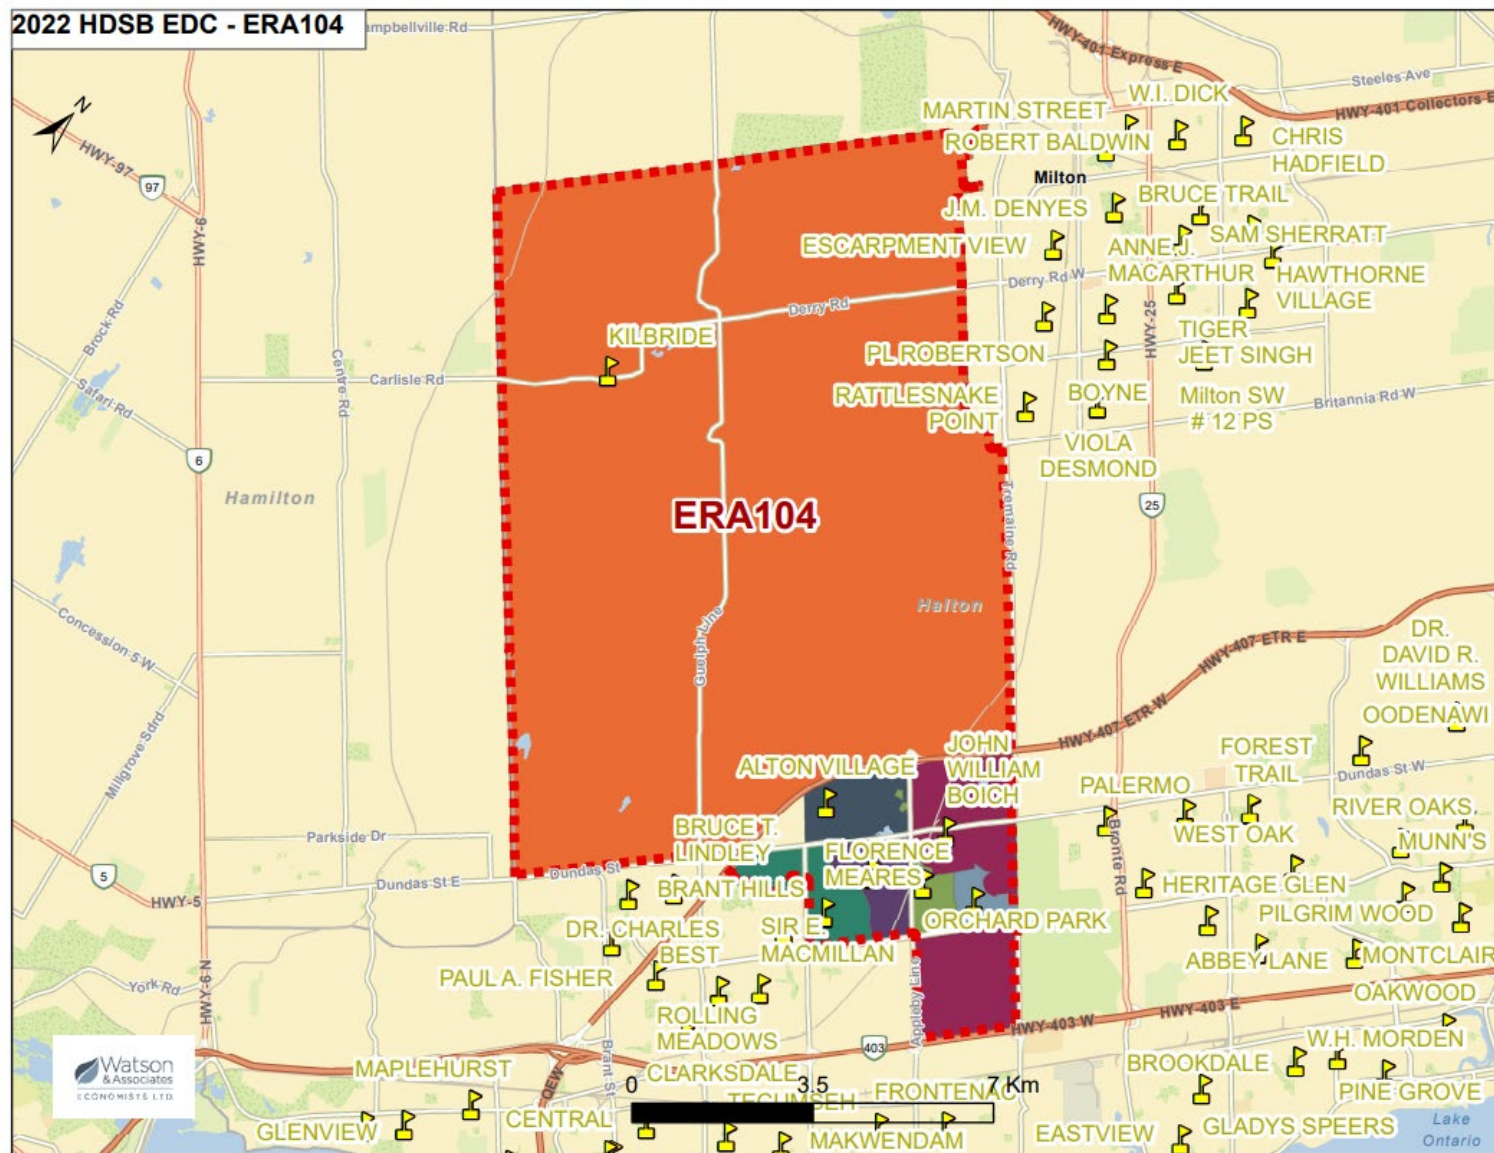 2022 HDSB EDC - ERA104
ampbellville Rd
HWY-401 Express E
Steeles Ave
HWY-401 Collectors E
N
W.I. DICK
MARTIN STREET
ROBERT BALDWIN
CHRIS
HADFIELD
HWY-97
97
Milton
J.M. DENYES
BRUCE TRAIL
HWY-6
ESCARPMENT VIEW
ANNE J.
MACARTHUR
SAM SHERRATT
HAWTHORNE
VILLAGE
Derry Rd W
Derry Rd
Brock Rd
KILBRIDE
HWY-25
TIGER
JEET SINGH
PL ROBERTSON
Centre Rd
Carlisle Rd
Safari Rd
RATTLESNAKE
POINT
BOYNE
Milton SW
# 12 PS
Britannia Rd W
VIOLA
DESMOND
6
Hamilton
ERA104
Tremaine Rd
25
Halton
Concession 5 W
Guelph Line
HWY-407 ETR E
DR.
DAVID R.
WILLIAMS
HWY-407 ETR W
OODENAWI
Millgrove Sdrd
ALTON VILLAGE
JOHN
WILLIAM
BOICH
FOREST
TRAIL
Dundas St W
PALERMO
RIVER OAKS
Parkside Dr
BRUCE T.
LINDLEY
FLORENCE
MEARES
WEST OAK
MUNN'S
5
HWY-5
Dundas St E
Dundas St
BRANT HILLS
Bronte Rd
HERITAGE GLEN
PILGRIM WOOD
ORCHARD PARK
DR. CHARLES
BEST
SIR E.
MACMILLAN
ABBEY LANE
MONTCLAIR
PAUL A. FISHER
York Rd
HWY-6 N
Appleby Line
OAKWOOD
ROLLING
MEADOWS
HWY-403 W
HWY-403 E
403
W.H. MORDEN
Watson
& Associates
ECONOMISTS LTD.
MAPLEHURST
QEW
Brant St
CLARKSDALE
BROOKDALE
PINE GROVE
0 3.5 7 Km
TECUMSEH
FRONTENAC
CENTRAL
GLENVIEW
MAKWENDAM
EASTVIEW
GLADYS SPEERS
Lake
Ontario